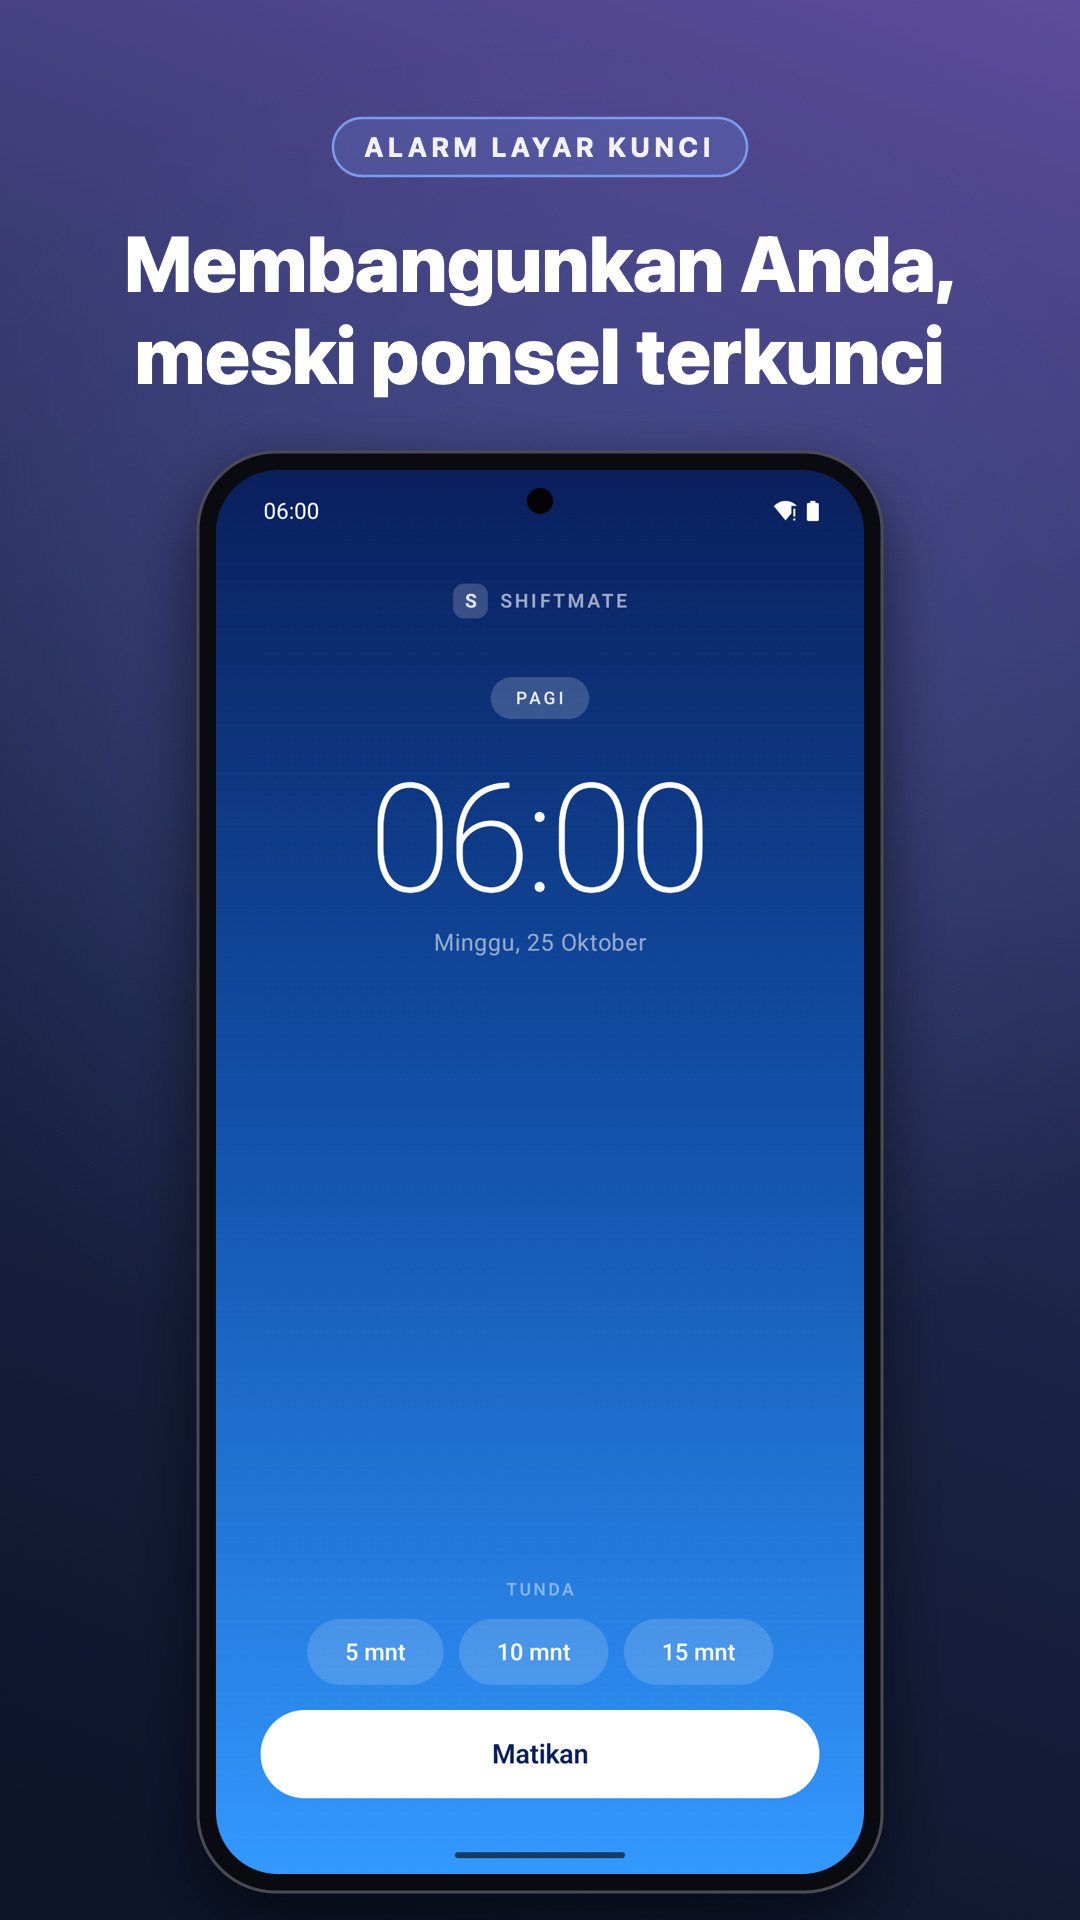 ALARM LAYAR KUNCI
Membangunkan Anda,
meski ponsel terkunci
06:00
S SHIFTMATE
PAGI
06:00
Minggu, 25 Oktober
TUNDA
5 mnt 10 mnt 15 mnt
Matikan